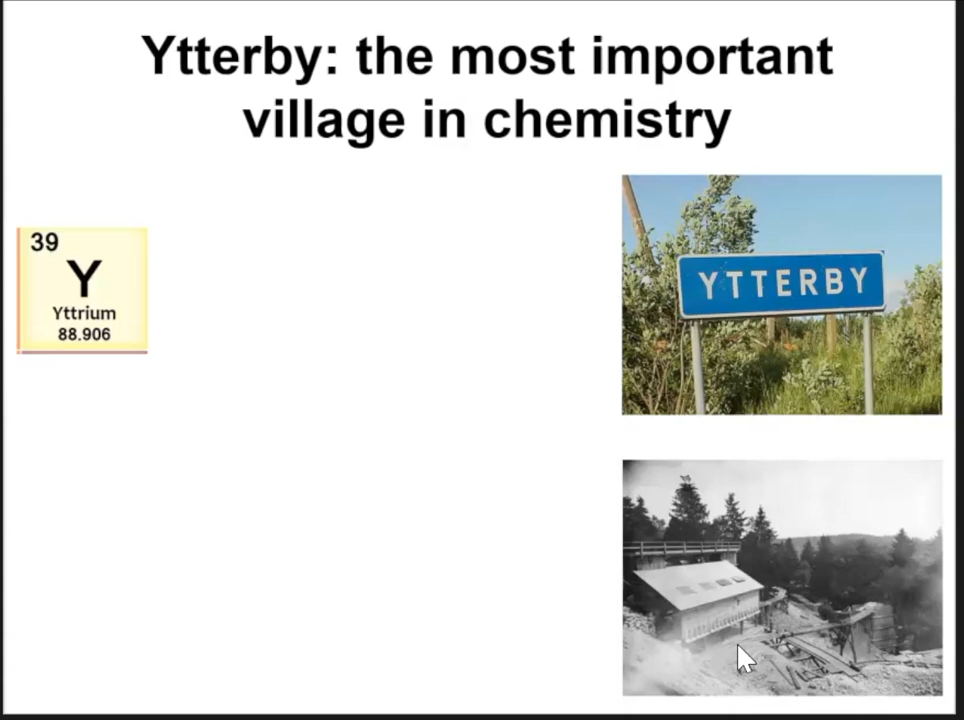 Ytterby: the most important
village in chemistry
39
Y
Yttrium
88.906
YTTERBY